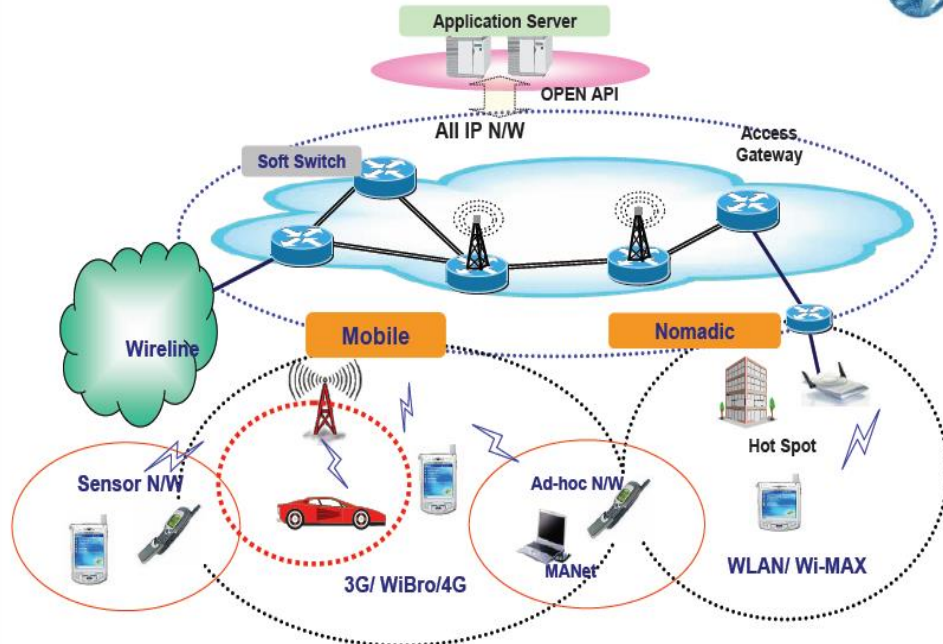 Application Server
OPEN API
All IP N/W
Access
Gateway
Soft Switch
Wireline
Mobile
Nomadic
Hot Spot
Sensor N/W
Ad-hoc N/W
MANet
3G/ WiBro/4G
WLAN/ Wi-MAX